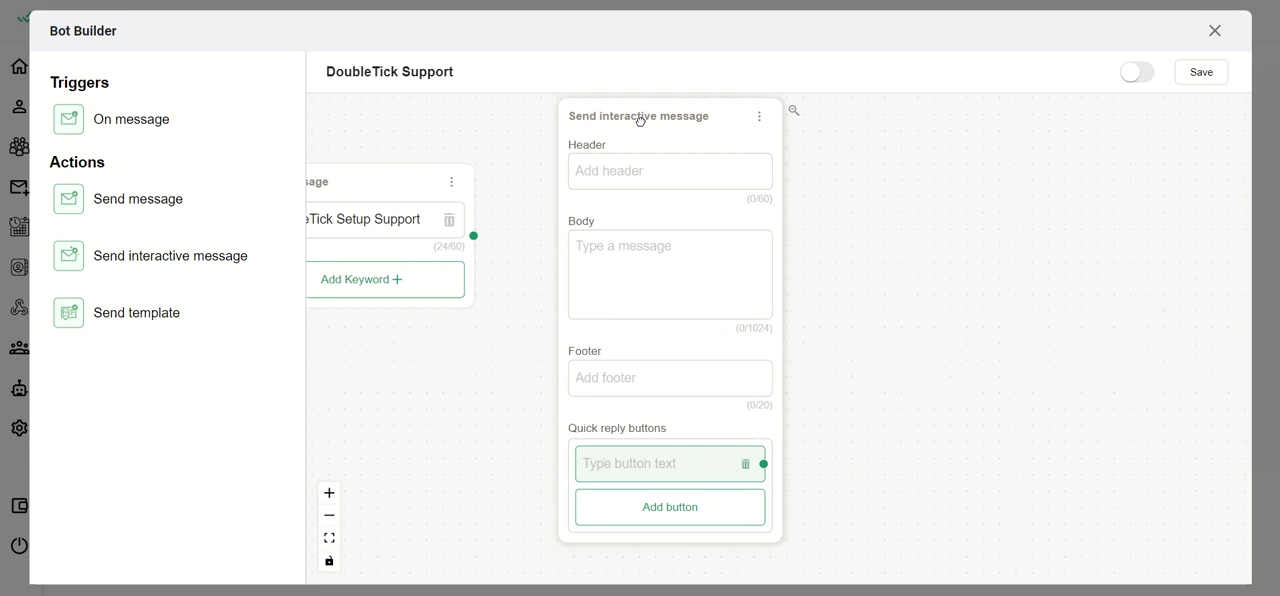 Bot Builder
DoubleTick Support
Save
Triggers
On message
Actions
Send message
Send interactive message
Send template
sage
eTick Setup Support
(24/60)
Add Keyword +
Send interactive message
Header
Add header
(0/60)
Body
Type a message
(0/1024)
Footer
Add footer
(0/20)
Quick reply buttons
Type button text
Add button